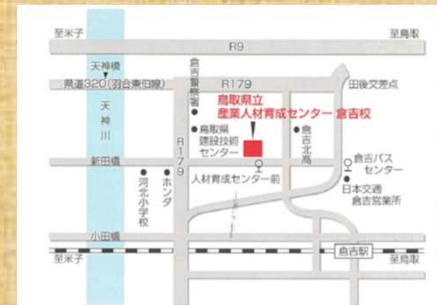 至米子
至鳥取
R9
天神橋
県道320(羽合東伯線)
倉吉警察署
R179
田後交差点
鳥取県立
産業人材育成センター 倉吉校
天神川
鳥取県
建設技術
センター
倉吉北高
R179
新田橋
人材育成センター前
倉吉バス
センター
河北小学校
ホンダ
日本交通
倉吉営業所
小田橋
倉吉駅
至米子
至鳥取